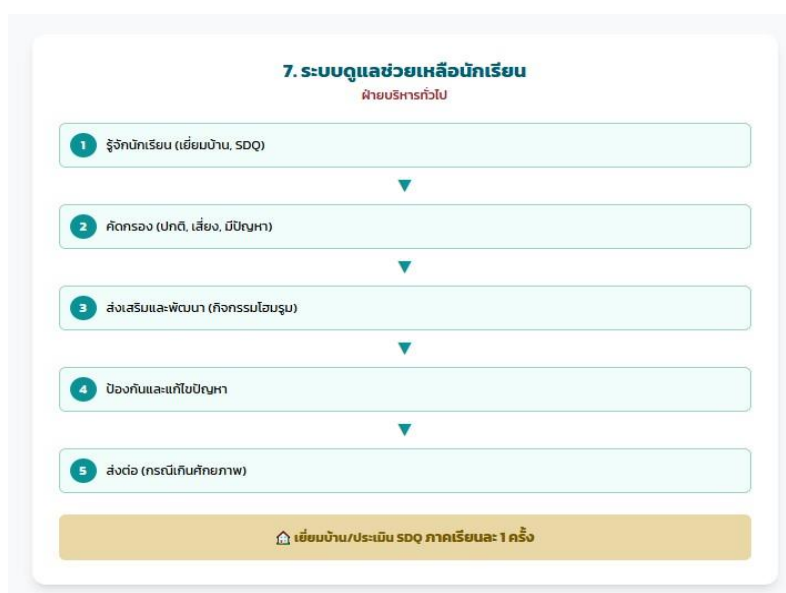 7. ระบบดูแลช่วยเหลือนักเรียน
ฝ่ายบริหารทั่วไป
1 รู้จักนักเรียน (เยี่ยมบ้าน, SDQ)
2 คัดกรอง (ปกติ, เสี่ยง, มีปัญหา)
3 ส่งเสริมและพัฒนา (กิจกรรมโฮมรูม)
4 ป้องกันและแก้ไขปัญหา
5 ส่งต่อ (กรณีเกินศักยภาพ)
เยี่ยมบ้าน/ประเมิน SDQ ภาคเรียนละ 1 ครั้ง